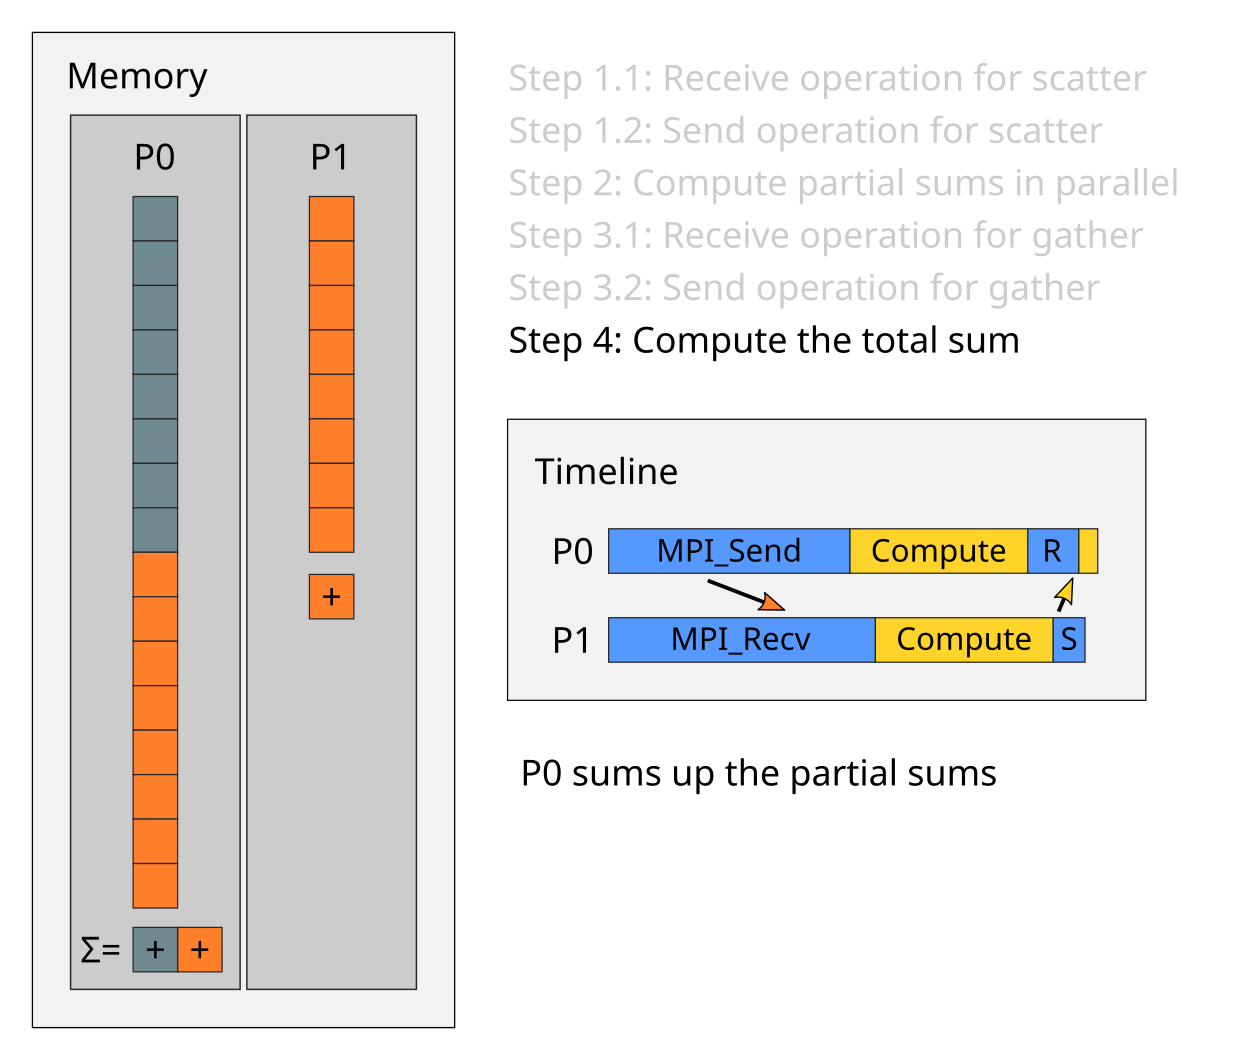 Memory
P0
P1
+
Σ= + +
Step 1.1: Receive operation for scatter
Step 1.2: Send operation for scatter
Step 2: Compute partial sums in parallel
Step 3.1: Receive operation for gather
Step 3.2: Send operation for gather
Step 4: Compute the total sum
Timeline
P0 MPI_Send Compute R
P1 MPI_Recv Compute S
P0 sums up the partial sums